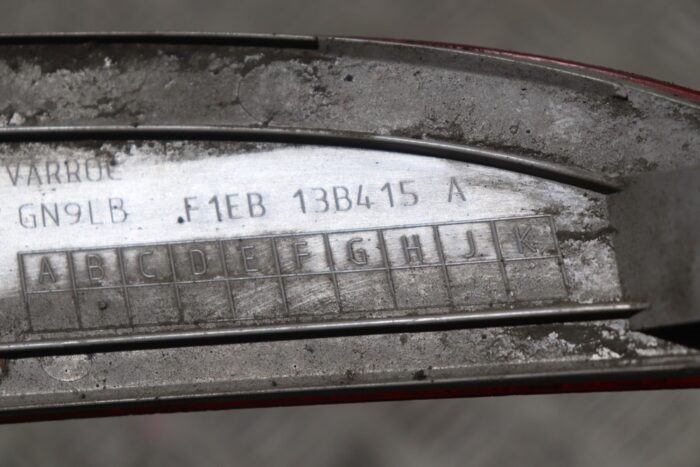 VARROC
GN9LB F1EB 13B415 A
A B C D E F G H J K